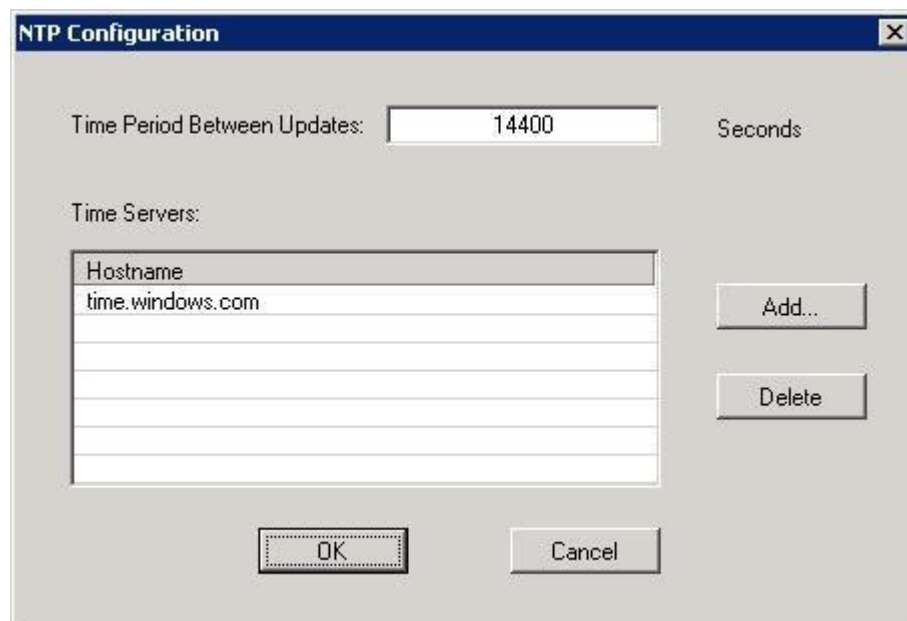 NTP Configuration
Time Period Between Updates: 14400 Seconds
Time Servers:
Hostname
time.windows.com
Add...
Delete
OK Cancel